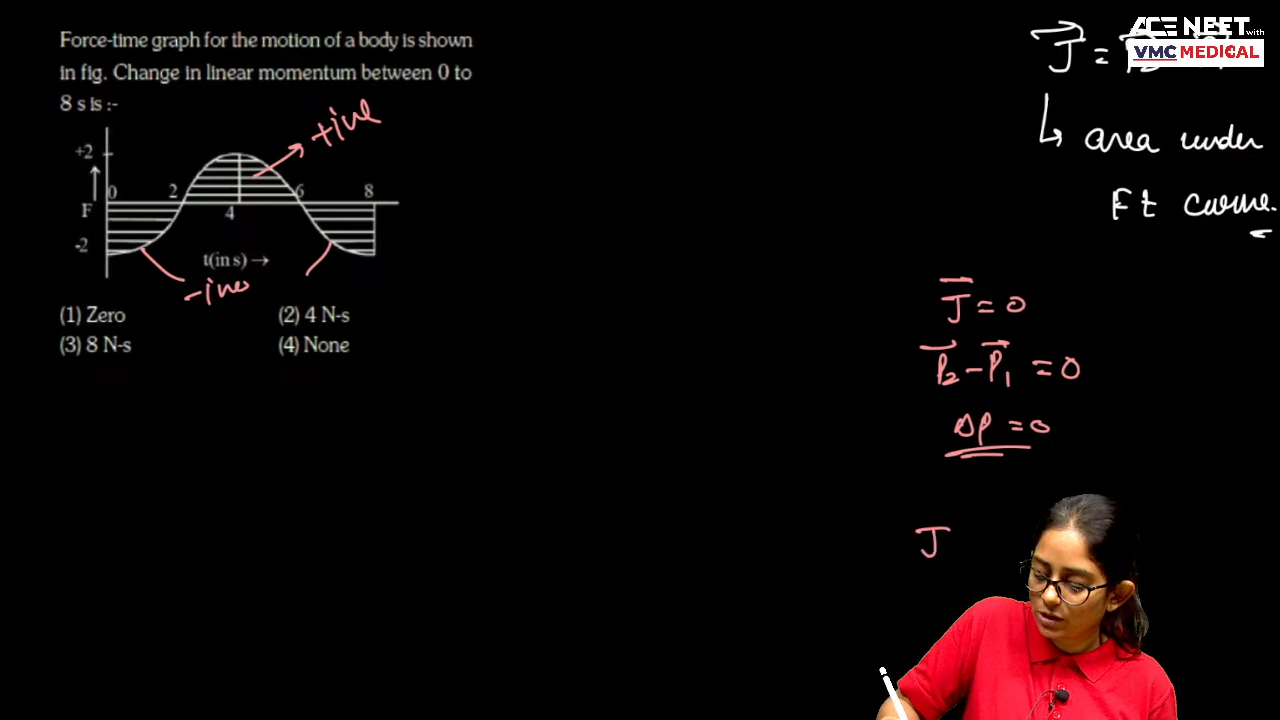 Force-time graph for the motion of a body is shown
in fig. Change in linear momentum between 0 to
8 s is :-
+2
0
2
6
8
F
4
-2
t(in s) →
+ive
-ive
(1) Zero
(2) 4 N-s
(3) 8 N-s
(4) None
ACE NEET with
VMC MEDICAL
J =
↳ area under
Ft curve.
J = 0
P2 - P1 = 0
ΔP = 0
J